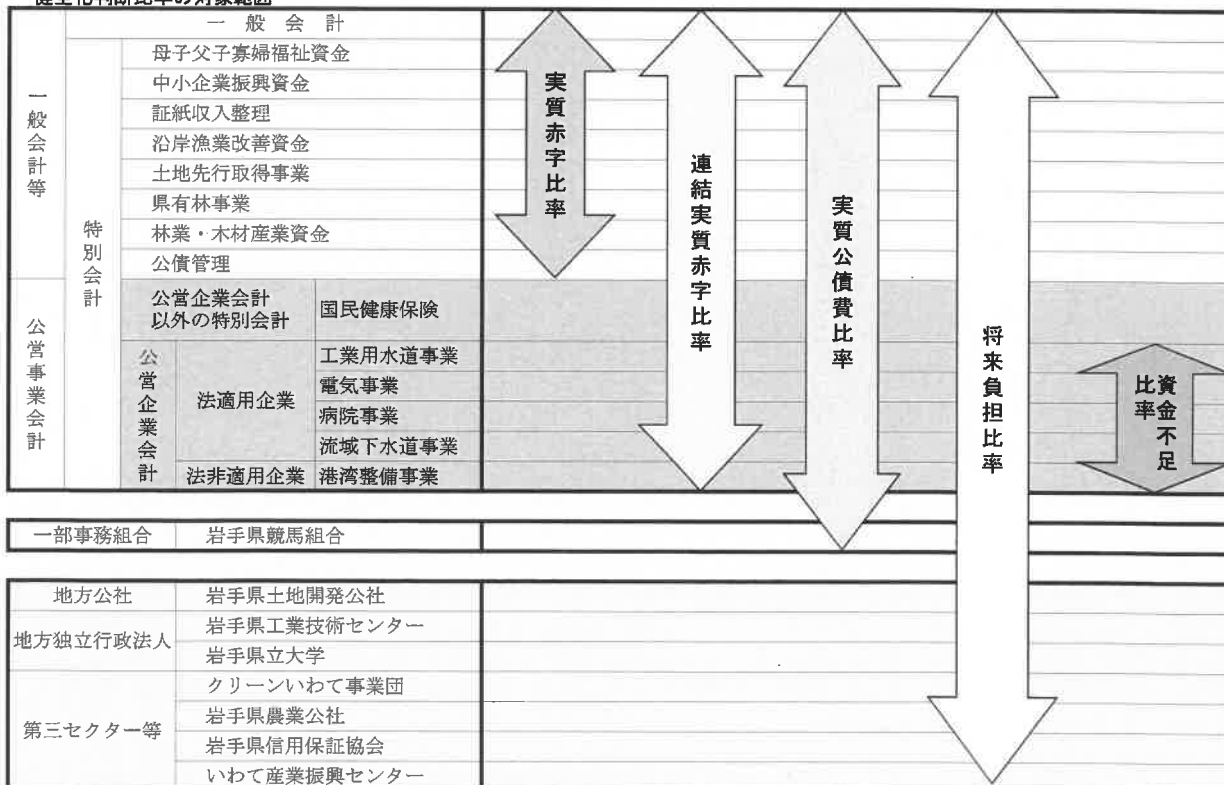 健全化判断比率の対象範囲
一般会計等
一般会計
特別会計
母子父子寡婦福祉資金
中小企業振興資金
証紙収入整理
沿岸漁業改善資金
土地先行取得事業
県有林事業
林業・木材産業資金
公債管理
公営事業会計
公営企業会計
以外の特別会計
国民健康保険
公営企業会計
法適用企業
工業用水道事業
電気事業
病院事業
流域下水道事業
法非適用企業
港湾整備事業
実質赤字比率
連結実質赤字比率
実質公債費比率
将来負担比率
資金不足
比率
一部事務組合
岩手県競馬組合
地方公社
岩手県土地開発公社
地方独立行政法人
岩手県工業技術センター
岩手県立大学
第三セクター等
クリーンいわて事業団
岩手県農業公社
岩手県信用保証協会
いわて産業振興センター